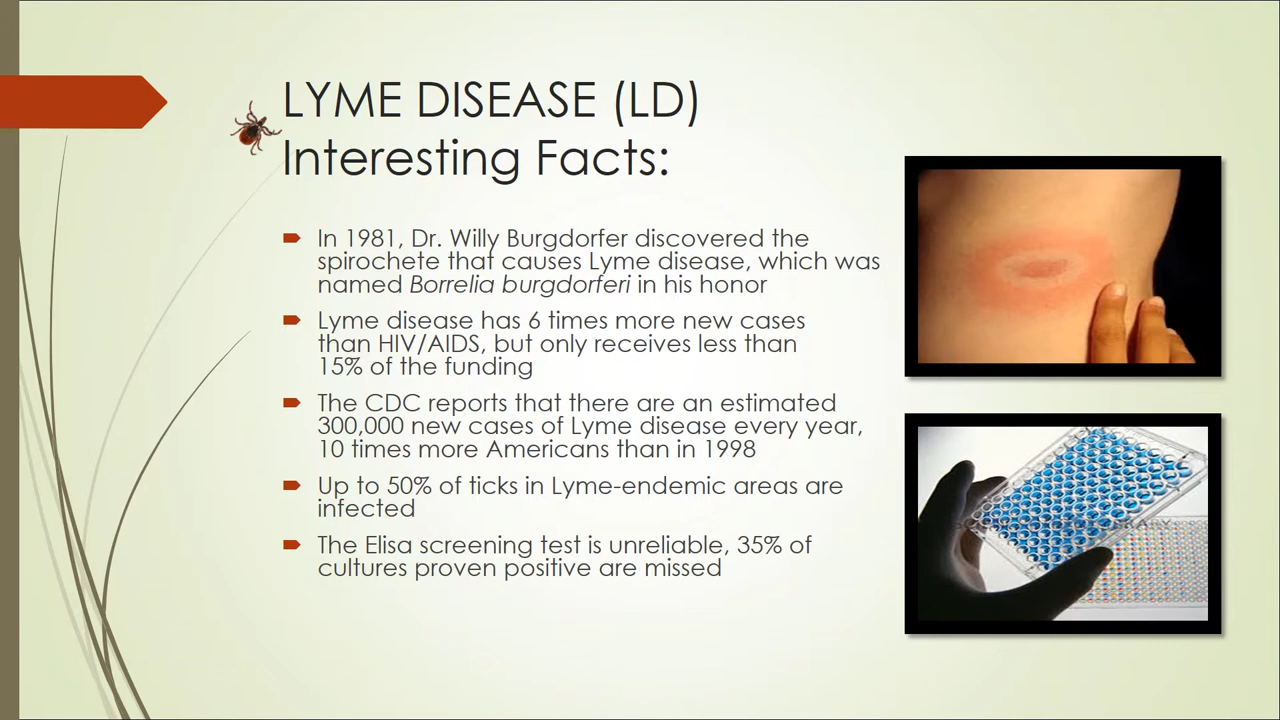 LYME DISEASE (LD)
Interesting Facts:
In 1981, Dr. Willy Burgdorfer discovered the
spirochete that causes Lyme disease, which was
named Borrelia burgdorferi in his honor
Lyme disease has 6 times more new cases
than HIV/AIDS, but only receives less than
15% of the funding
The CDC reports that there are an estimated
300,000 new cases of Lyme disease every year,
10 times more Americans than in 1998
Up to 50% of ticks in Lyme-endemic areas are
infected
The Elisa screening test is unreliable, 35% of
cultures proven positive are missed